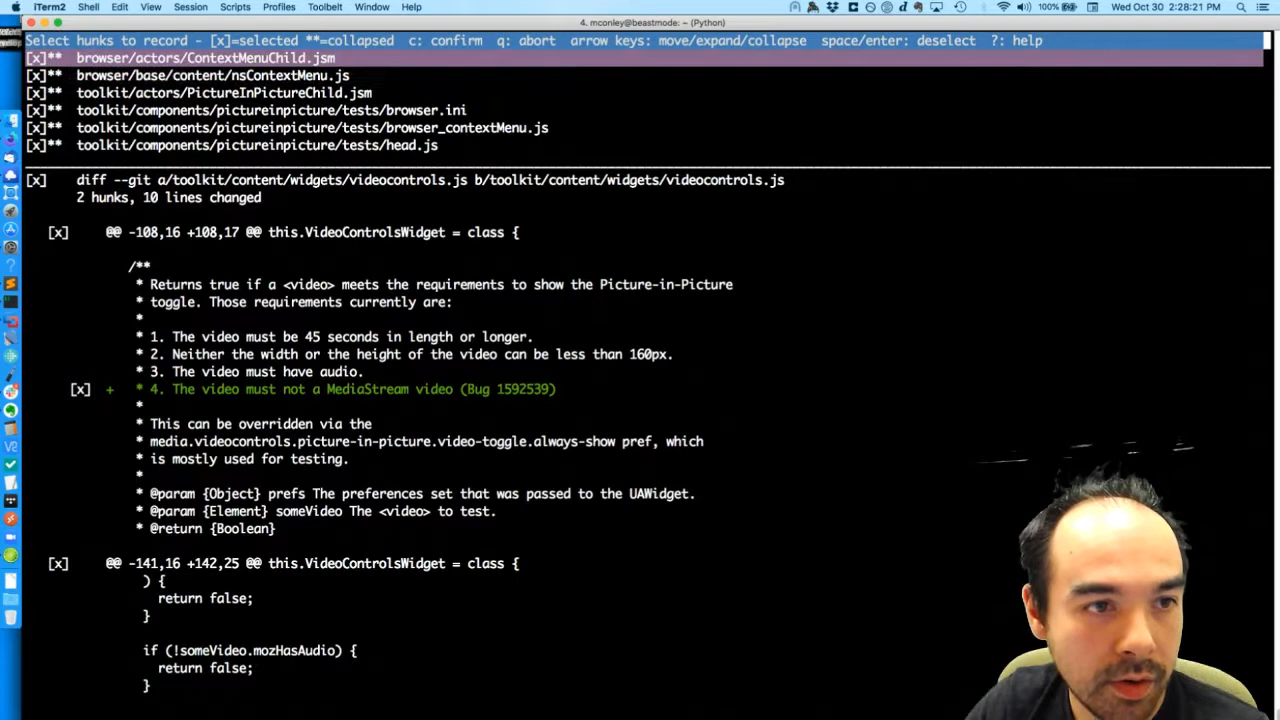 iTerm2 Shell Edit View Session Scripts Profiles Toolbelt Window Help 100% Wed Oct 30 2:28:21 PM
4. mconley@beastmode: ~ (Python)
Select hunks to record - [x]=selected **=collapsed c: confirm q: abort arrow keys: move/expand/collapse space/enter: deselect ?: help
[x]** browser/actors/ContextMenuChild.jsm
[x]** browser/base/content/nsContextMenu.js
[x]** toolkit/actors/PictureInPictureChild.jsm
[x]** toolkit/components/pictureinpicture/tests/browser.ini
[x]** toolkit/components/pictureinpicture/tests/browser_contextMenu.js
[x]** toolkit/components/pictureinpicture/tests/head.js
[x] diff --git a/toolkit/content/widgets/videocontrols.js b/toolkit/content/widgets/videocontrols.js
2 hunks, 10 lines changed
[x] @@ -108,16 +108,17 @@ this.VideoControlsWidget = class {
/**
* Returns true if a <video> meets the requirements to show the Picture-in-Picture
* toggle. Those requirements currently are:
*
* 1. The video must be 45 seconds in length or longer.
* 2. Neither the width or the height of the video can be less than 160px.
* 3. The video must have audio.
[x] + * 4. The video must not a MediaStream video (Bug 1592539)
*
* This can be overridden via the
* media.videocontrols.picture-in-picture.video-toggle.always-show pref, which
* is mostly used for testing.
*
* @param {Object} prefs The preferences set that was passed to the UAWidget.
* @param {Element} someVideo The <video> to test.
* @return {Boolean}
[x] @@ -141,16 +142,25 @@ this.VideoControlsWidget = class {
) {
return false;
}
if (!someVideo.mozHasAudio) {
return false;
}